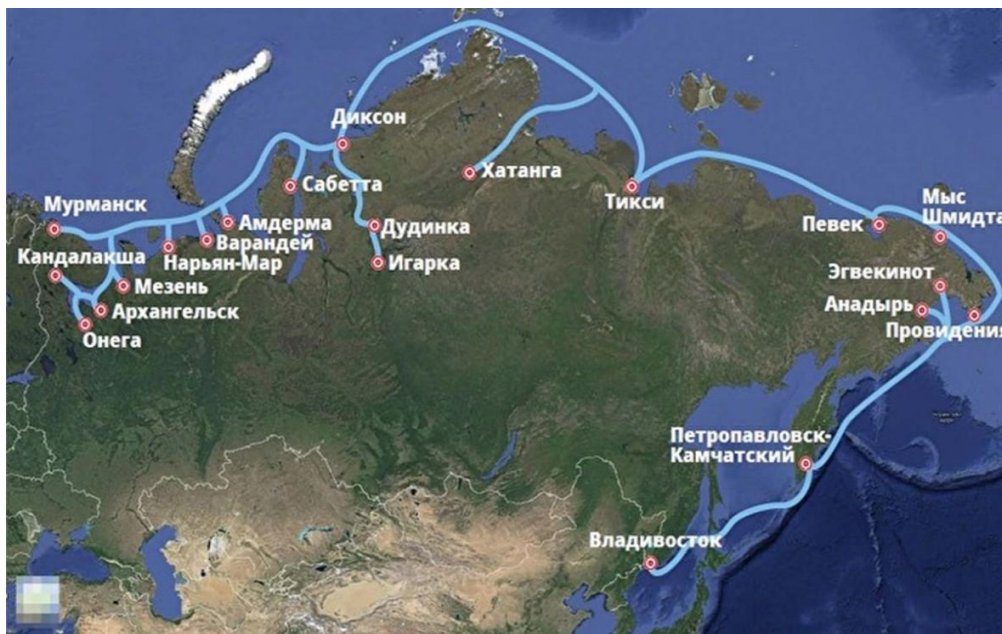 Диксон
Хатанга
Сабетта
Тикси
Мыс
Шмидта
Мурманск
Амдерма
Дудинка
Певек
Варандей
Кандалакша
Нарьян-Мар
Игарка
Эгвекинот
Мезень
Анадырь
Архангельск
Провидения
Онега
Петропавловск-
Камчатский
Владивосток